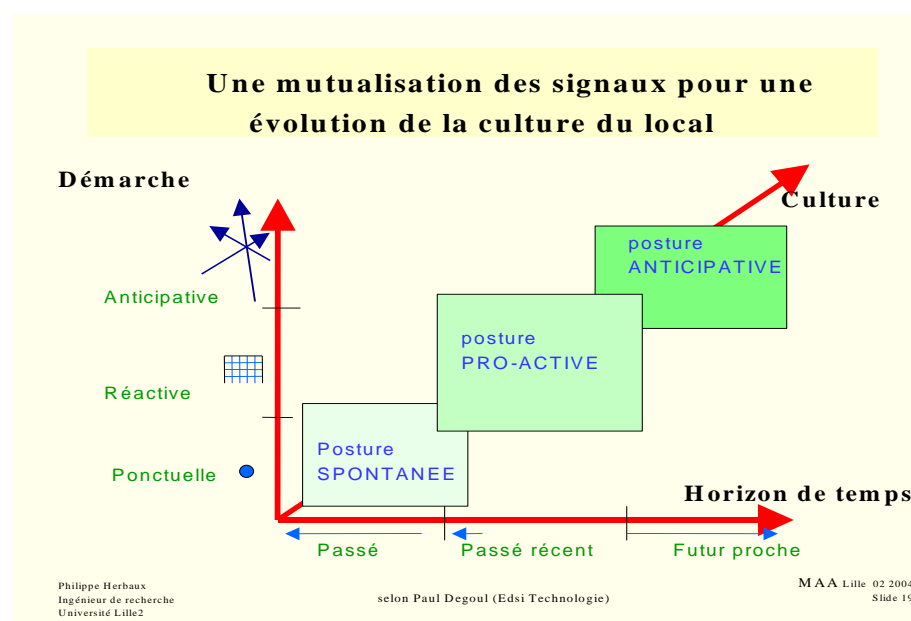 Une mutualisation des signaux pour une
évolution de la culture du local
Démarche
Culture
posture
ANTICIPATIVE
Anticipative
posture
PRO-ACTIVE
Réactive
Posture
SPONTANEE
Ponctuelle
Horizon de temps
Passé
Passé récent
Futur proche
Philippe Herbaux
Ingénieur de recherche
Université Lille2
selon Paul Degoul (Edsi Technologie)
MAA Lille 02 2004
Slide 19